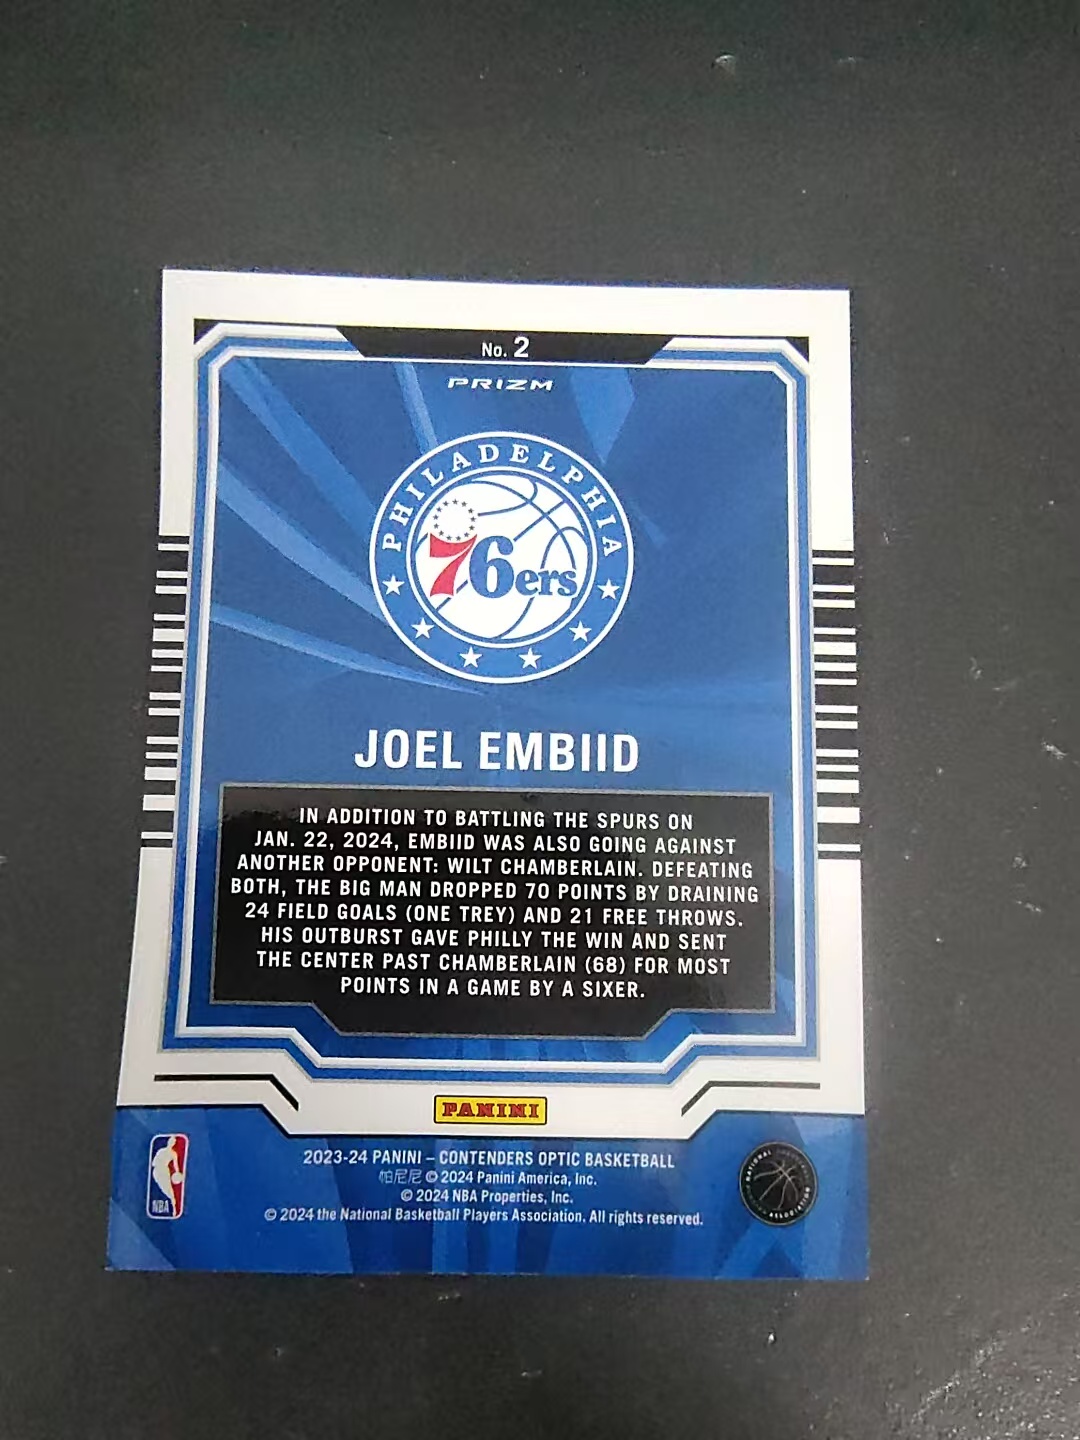 No. 2
PRIZM
PHILADELPHIA
76ers
JOEL EMBIID
IN ADDITION TO BATTLING THE SPURS ON
JAN. 22, 2024, EMBIID WAS ALSO GOING AGAINST
ANOTHER OPPONENT: WILT CHAMBERLAIN. DEFEATING
BOTH, THE BIG MAN DROPPED 70 POINTS BY DRAINING
24 FIELD GOALS (ONE TREY) AND 21 FREE THROWS.
HIS OUTBURST GAVE PHILLY THE WIN AND SENT
THE CENTER PAST CHAMBERLAIN (68) FOR MOST
POINTS IN A GAME BY A SIXER.
PANINI
2023-24 PANINI – CONTENDERS OPTIC BASKETBALL
帕尼尼 © 2024 Panini America, Inc.
© 2024 NBA Properties, Inc.
© 2024 the National Basketball Players Association. All rights reserved.
NBA
NATIONAL
ASSOCIATION